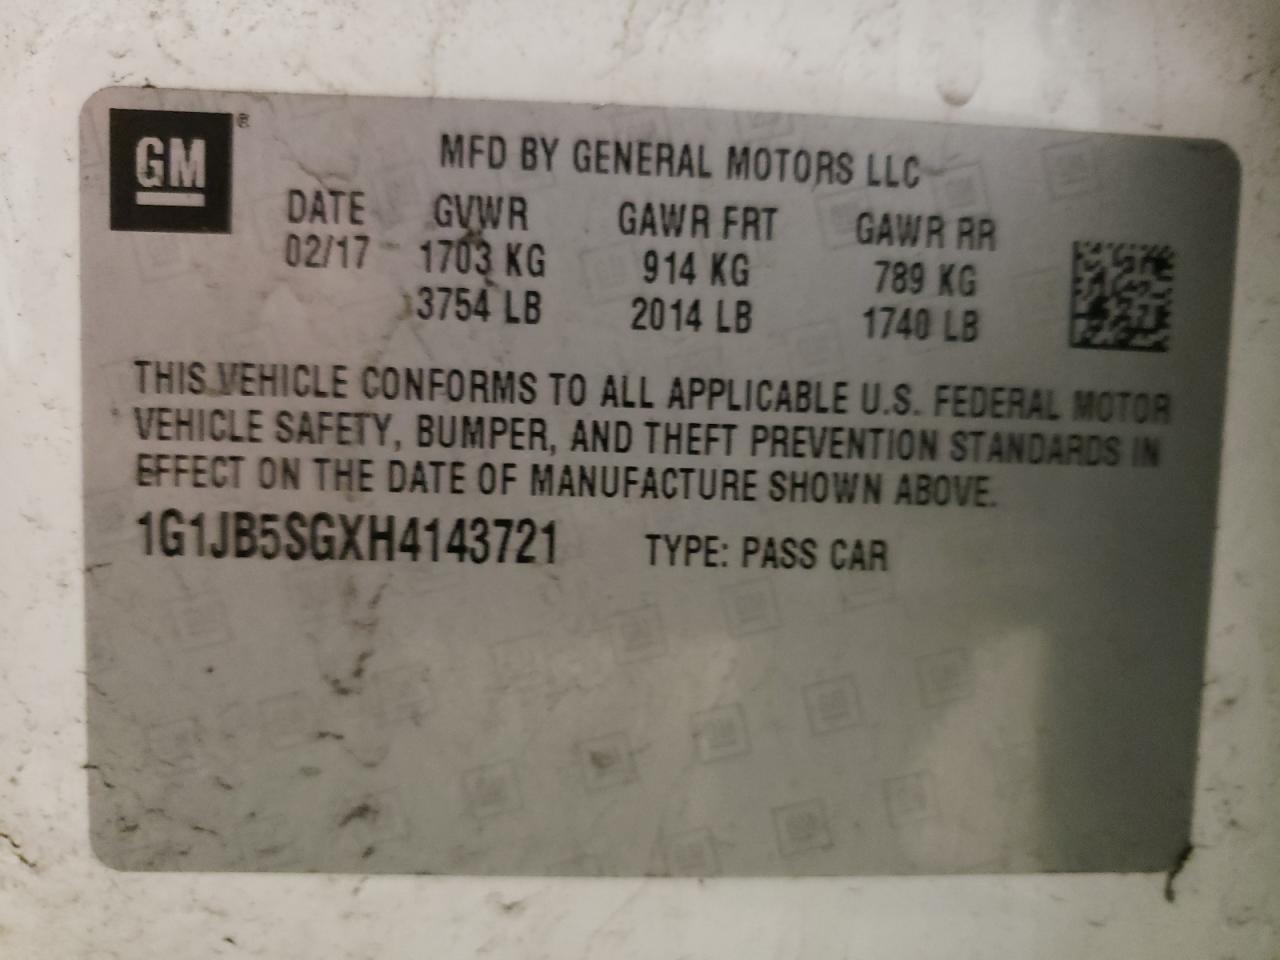 GM ®
MFD BY GENERAL MOTORS LLC
DATE GVWR GAWR FRT GAWR RR
02/17 1703 KG 914 KG 789 KG
3754 LB 2014 LB 1740 LB
THIS VEHICLE CONFORMS TO ALL APPLICABLE U.S. FEDERAL MOTOR
VEHICLE SAFETY, BUMPER, AND THEFT PREVENTION STANDARDS IN
EFFECT ON THE DATE OF MANUFACTURE SHOWN ABOVE.
1G1JB5SGXH4143721 TYPE: PASS CAR